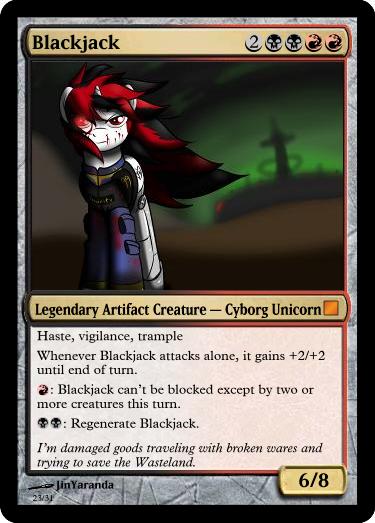 Blackjack 2
Legendary Artifact Creature — Cyborg Unicorn
Haste, vigilance, trample
Whenever Blackjack attacks alone, it gains +2/+2
until end of turn.
: Blackjack can't be blocked except by two or
more creatures this turn.
: Regenerate Blackjack.
I'm damaged goods traveling with broken wares and
trying to save the Wasteland.
JinYaranda
23/31
6/8